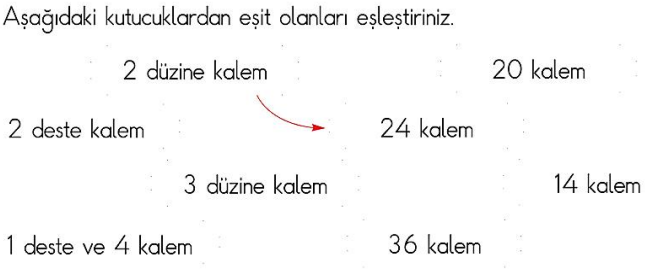 Aşağıdaki kutucuklardan eşit olanları eşleştiriniz.
2 düzine kalem
20 kalem
2 deste kalem
24 kalem
3 düzine kalem
14 kalem
1 deste ve 4 kalem
36 kalem